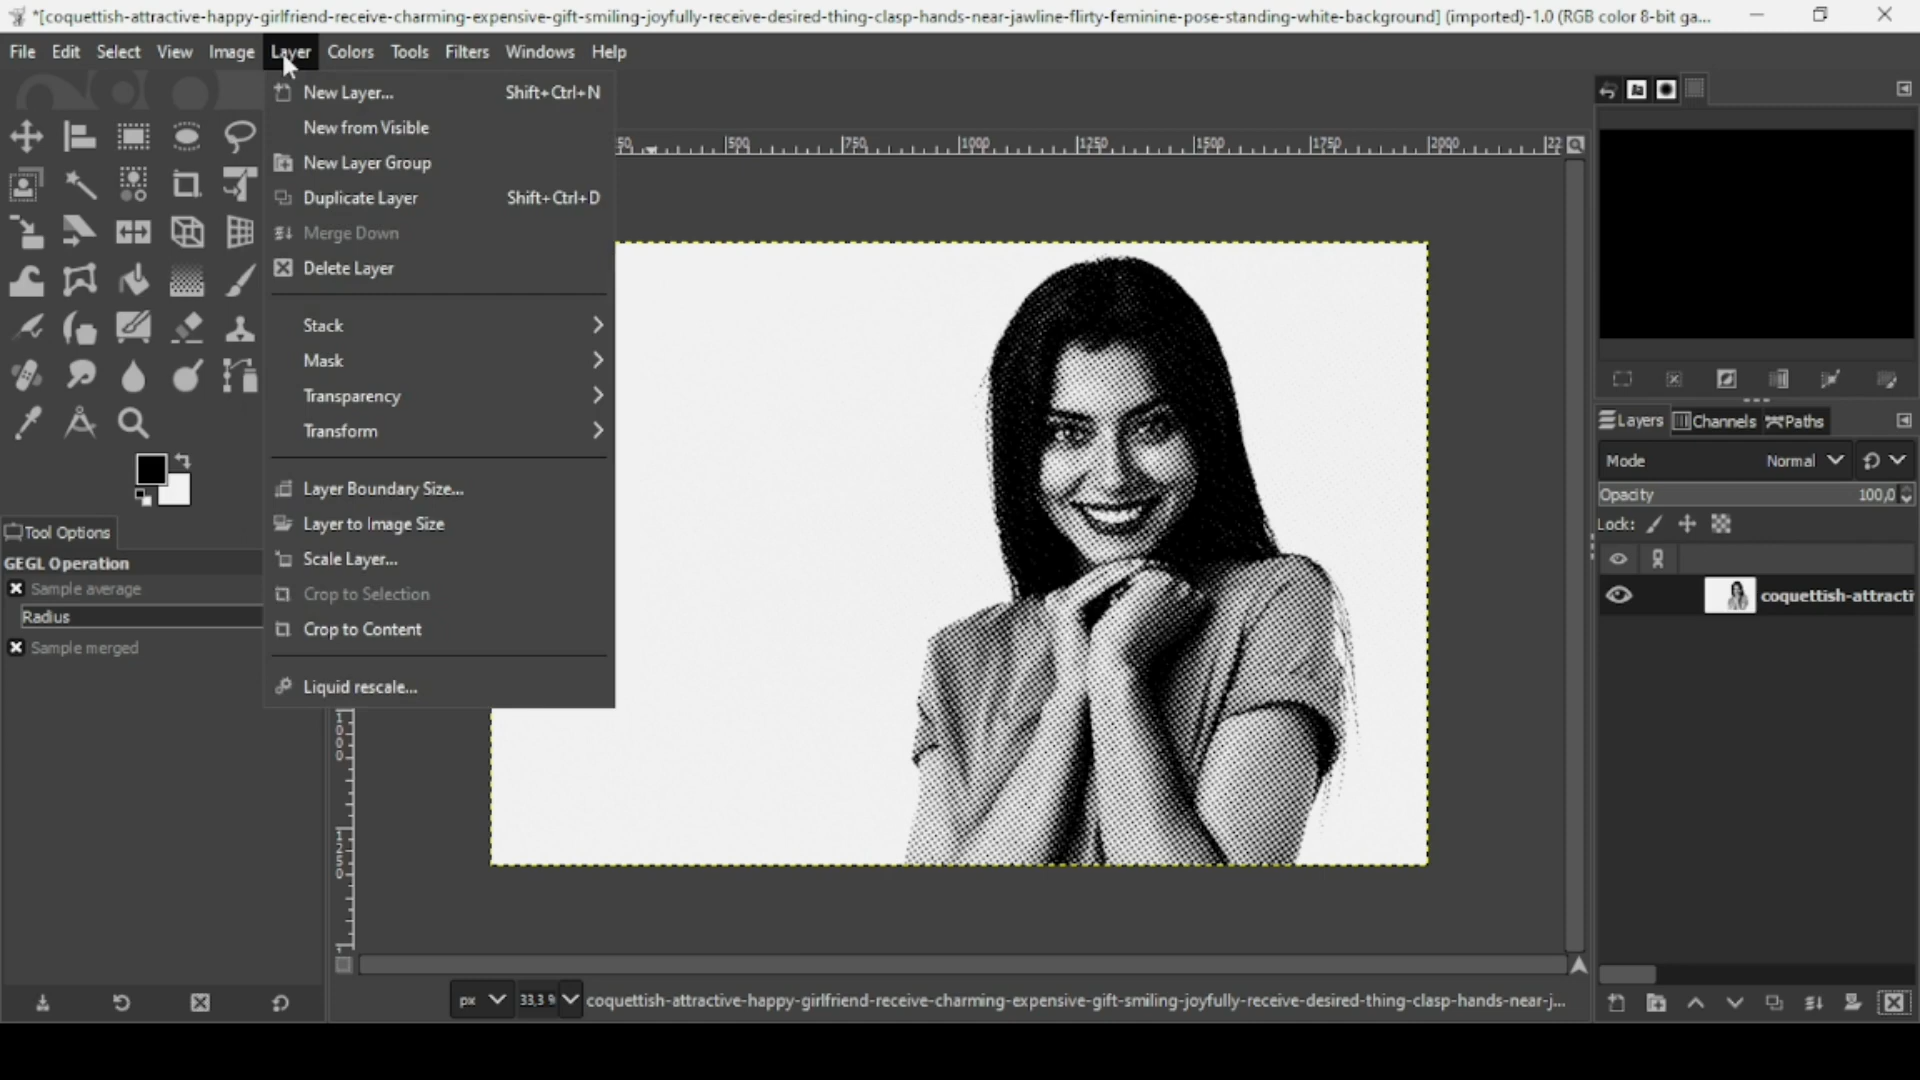 *[coquettish-attractive-happy-girlfriend-receive-charming-expensive-gift-smiling-joyfully-receive-desired-thing-clasp-hands-near-jawline-flirty-feminine-pose-standing-white-background] (imported)-1.0 (RGB color 8-bit ga...
File Edit Select View Image Layer Colors Tools Filters Windows Help
New Layer... Shift+Ctrl+N
New from Visible
New Layer Group
Duplicate Layer Shift+Ctrl+D
Merge Down
Delete Layer
Stack
Mask
Transparency
Transform
Layer Boundary Size...
Layer to Image Size
Scale Layer...
Crop to Selection
Crop to Content
Liquid rescale...
500 750 1000 1250 1500 1750 2000
1000
1250
Tool Options
GEGL Operation
Sample average
Radius
Sample merged
Layers Channels Paths
Mode Normal
Opacity 100,0
Lock:
coquettish-attracti
px 33,3 % coquettish-attractive-happy-girlfriend-receive-charming-expensive-gift-smiling-joyfully-receive-desired-thing-clasp-hands-near-j...